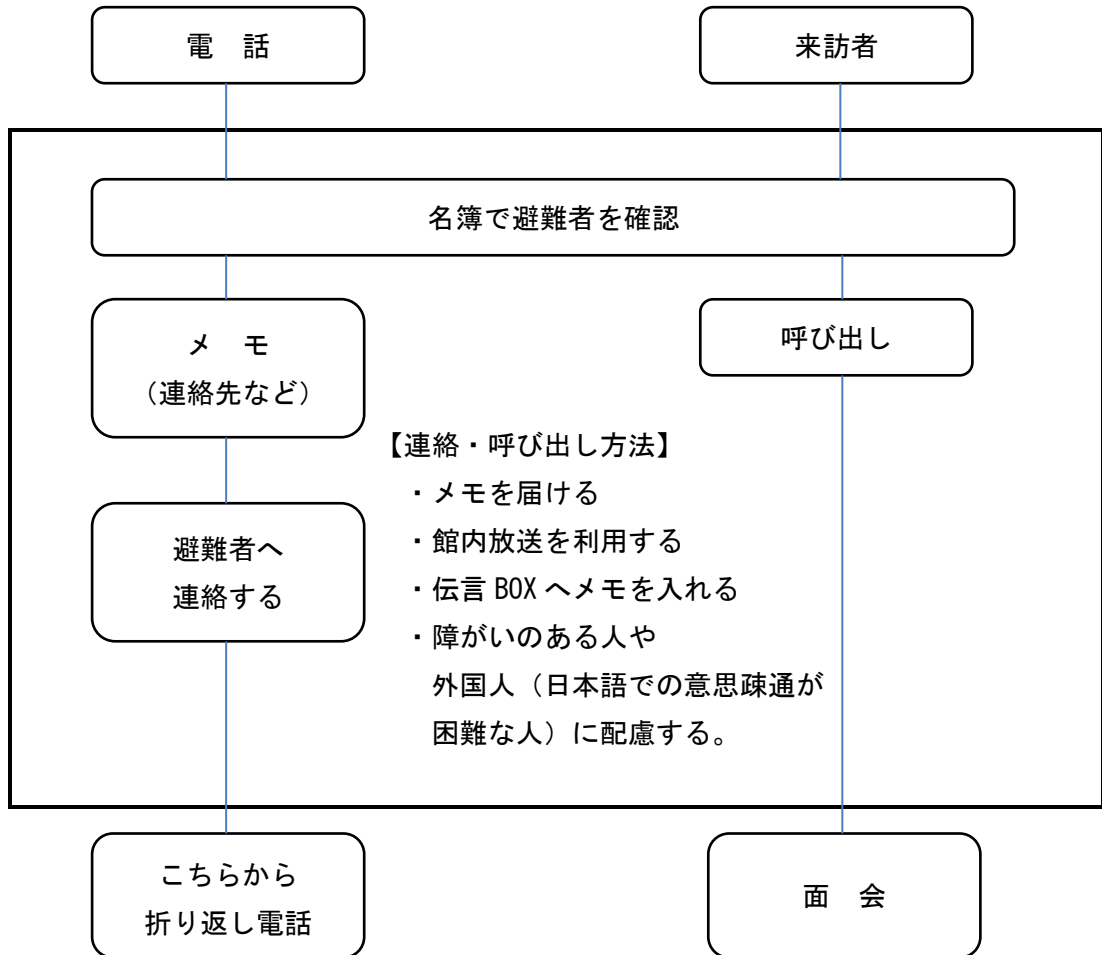 電　話
来訪者
名簿で避難者を確認
メ　モ
（連絡先など）
呼び出し
【連絡・呼び出し方法】
・メモを届ける
・館内放送を利用する
・伝言 BOX へメモを入れる
・障がいのある人や
外国人（日本語での意思疎通が
困難な人）に配慮する。
避難者へ
連絡する
こちらから
折り返し電話
面　会